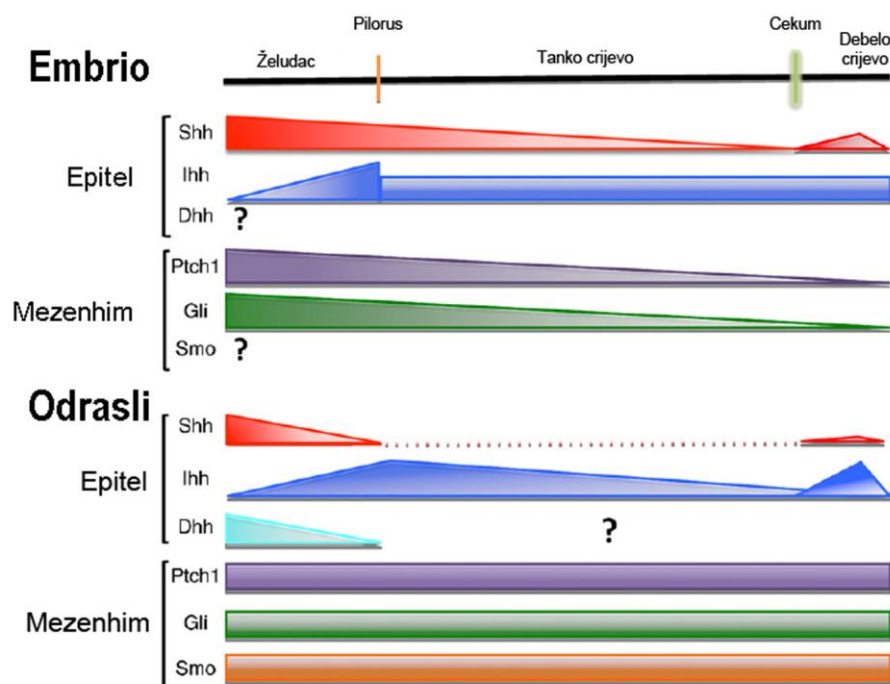 Pilorus
Cekum
Embrio
Želudac
Tanko crijevo
Debelo
crijevo
Epitel
Shh
Ihh
Dhh
?
Mezenhim
Ptch1
Gli
Smo
?
Odrasli
Epitel
Shh
Ihh
Dhh
?
Mezenhim
Ptch1
Gli
Smo